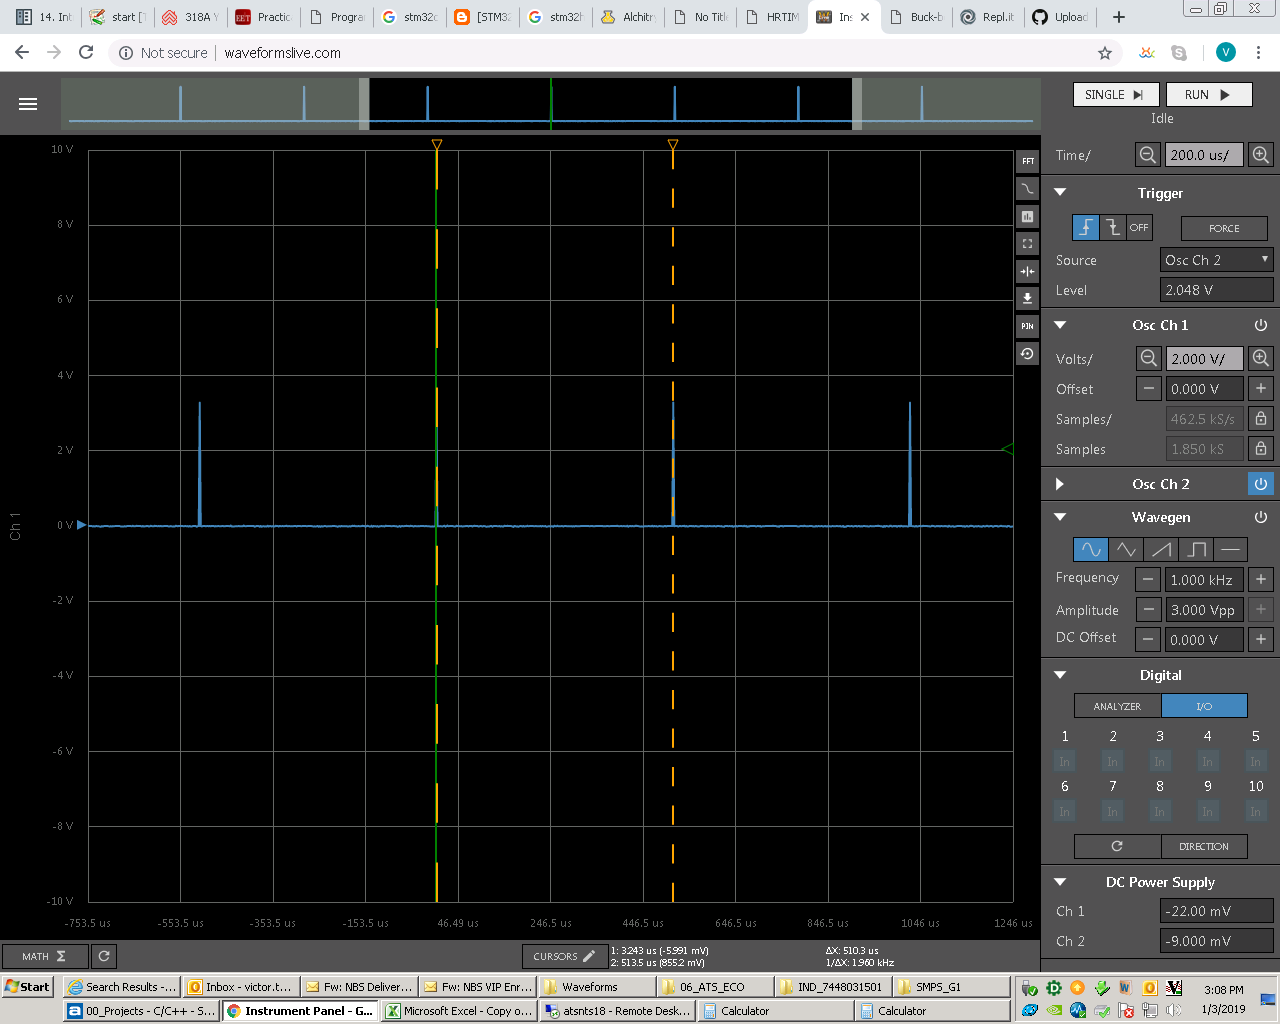 14. Int
start [T
318A Y
EET Practic
Progra
stm32c
[STM32
stm32h
Alchitry
No Title
HRTIM
Ins
Buck-b
Repl.it
Upload
Not secure | waveformslive.com
V
SINGLE
RUN
Idle
Time/ 200.0 us/
Trigger
OFF
FORCE
Source Osc Ch 2
Level 2.048 V
Osc Ch 1
Volts/ 2.000 V/
Offset 0.000 V
Samples/ 462.5 kS/s
Samples 1.850 kS
Osc Ch 2
Wavegen
Frequency 1.000 kHz
Amplitude 3.000 Vpp
DC Offset 0.000 V
Digital
ANALYZER I/O
1 2 3 4 5
In In In In In
6 7 8 9 10
In In In In In
DIRECTION
DC Power Supply
Ch 1 -22.00 mV
Ch 2 -9.000 mV
FFT
PIN
10 V
8 V
6 V
4 V
2 V
0 V
-2 V
-4 V
-6 V
-8 V
-10 V
Ch 1
-753.5 us -553.5 us -353.5 us -153.5 us 46.49 us 246.5 us 446.5 us 646.5 us 846.5 us 1046 us 1246 us
MATH Σ
CURSORS
1: 3.243 us (-5.991 mV)
2: 513.5 us (855.2 mV)
ΔX: 510.3 us
1/ΔX: 1.960 kHz
Start
Search Results -...
Inbox - victor.t...
Fw: NBS Deliver...
Fw: NBS VIP Enr...
Waveforms
06_ATS_ECO
IND_7448031501
SMPS_G1
00_Projects - C/C++ - S...
Instrument Panel - G...
Microsoft Excel - Copy o...
atsnts18 - Remote Desk...
Calculator
Calculator
3:08 PM
1/3/2019